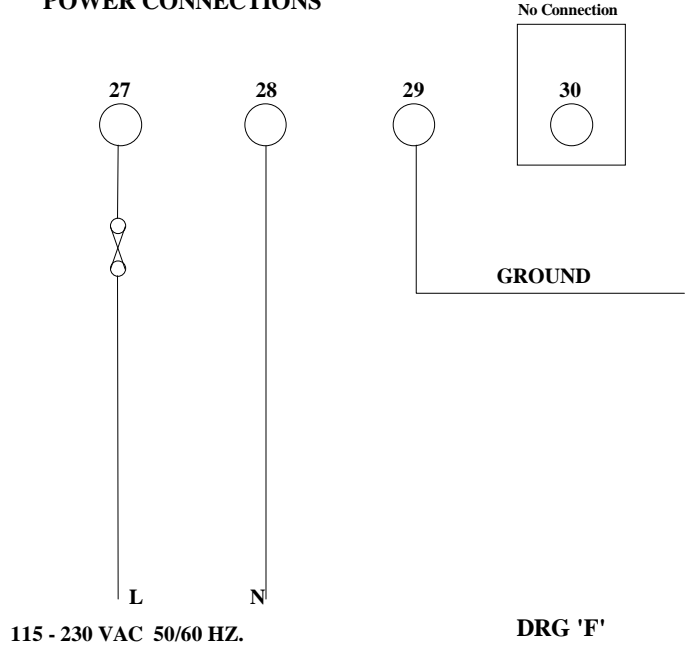 POWER CONNECTIONS
No Connection
27 28 29 30
GROUND
L N
115 - 230 VAC 50/60 HZ.
DRG 'F'